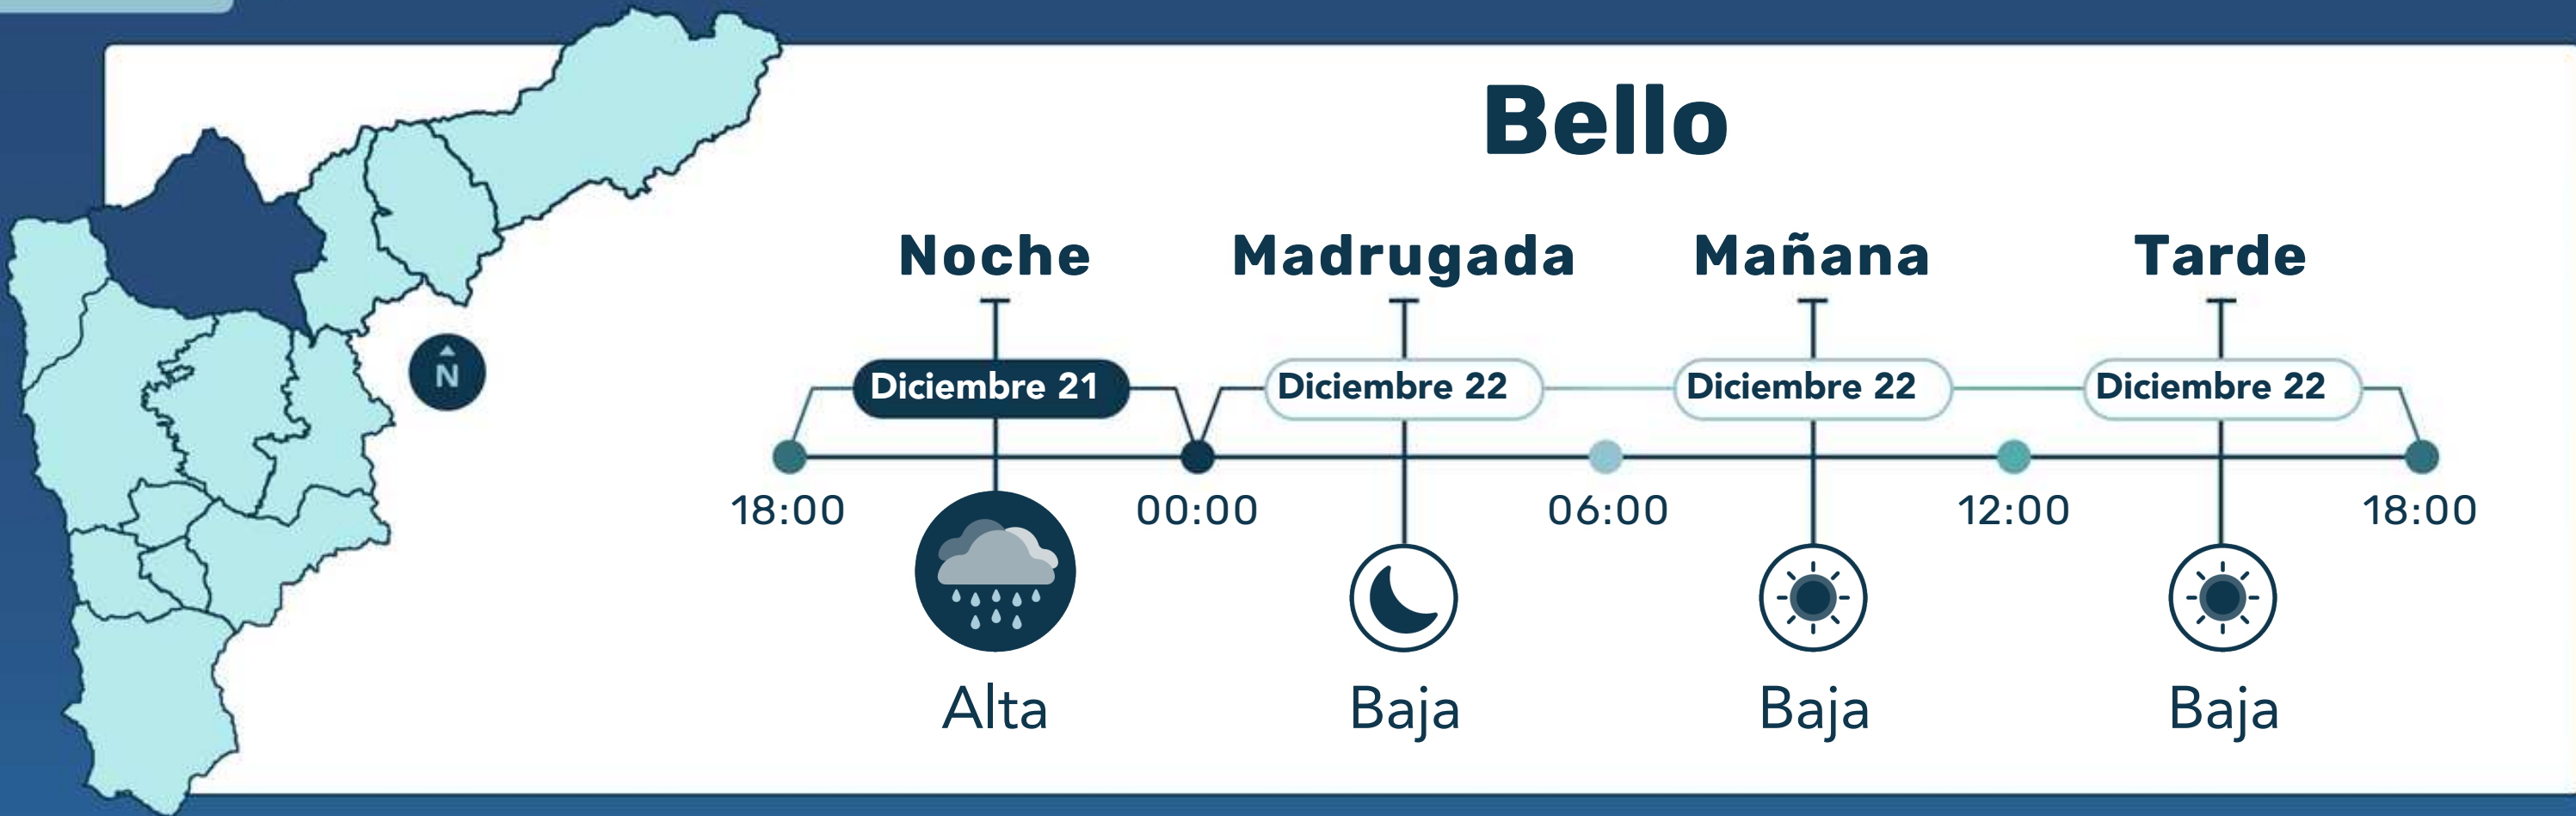 Bello
Noche
Madrugada
Mañana
Tarde
Diciembre 21
Diciembre 22
Diciembre 22
Diciembre 22
N
18:00
00:00
06:00
12:00
18:00
Alta
Baja
Baja
Baja